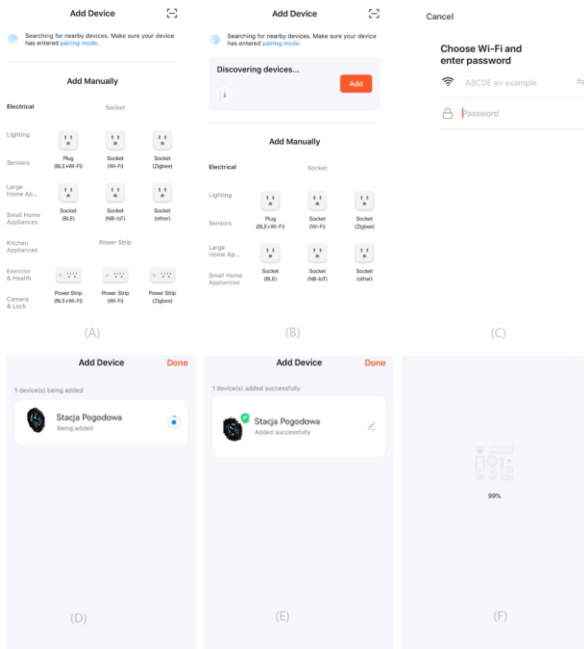 Add Device
Searching for nearby devices. Make sure your device
has entered pairing mode.
Add Manually
Electrical
Socket
Lighting
Sensors
Large
Home Ap...
Small Home
Appliances
Kitchen
Appliances
Exercise
& Health
Camera
& Lock
Plug
(BLE+Wi-Fi)
Socket
(Wi-Fi)
Socket
(Zigbee)
Socket
(BLE)
Socket
(NB-IoT)
Socket
(other)
Power Strip
Power Strip
(BLE+Wi-Fi)
Power Strip
(Wi-Fi)
Power Strip
(Zigbee)
(A)
Add Device
Searching for nearby devices. Make sure your device
has entered pairing mode.
Discovering devices...
Add
Add Manually
Electrical
Socket
Lighting
Sensors
Large
Home Ap...
Small Home
Appliances
Plug
(BLE+Wi-Fi)
Socket
(Wi-Fi)
Socket
(Zigbee)
Socket
(BLE)
Socket
(NB-IoT)
Socket
(other)
(B)
Cancel
Choose Wi-Fi and
enter password
ABCDE an example
Password
(C)
Add Device
Done
1 device(s) being added
Stacja Pogodowa
Being added
(D)
Add Device
Done
1 device(s) added successfully
Stacja Pogodowa
Added successfully
(E)
99%
(F)